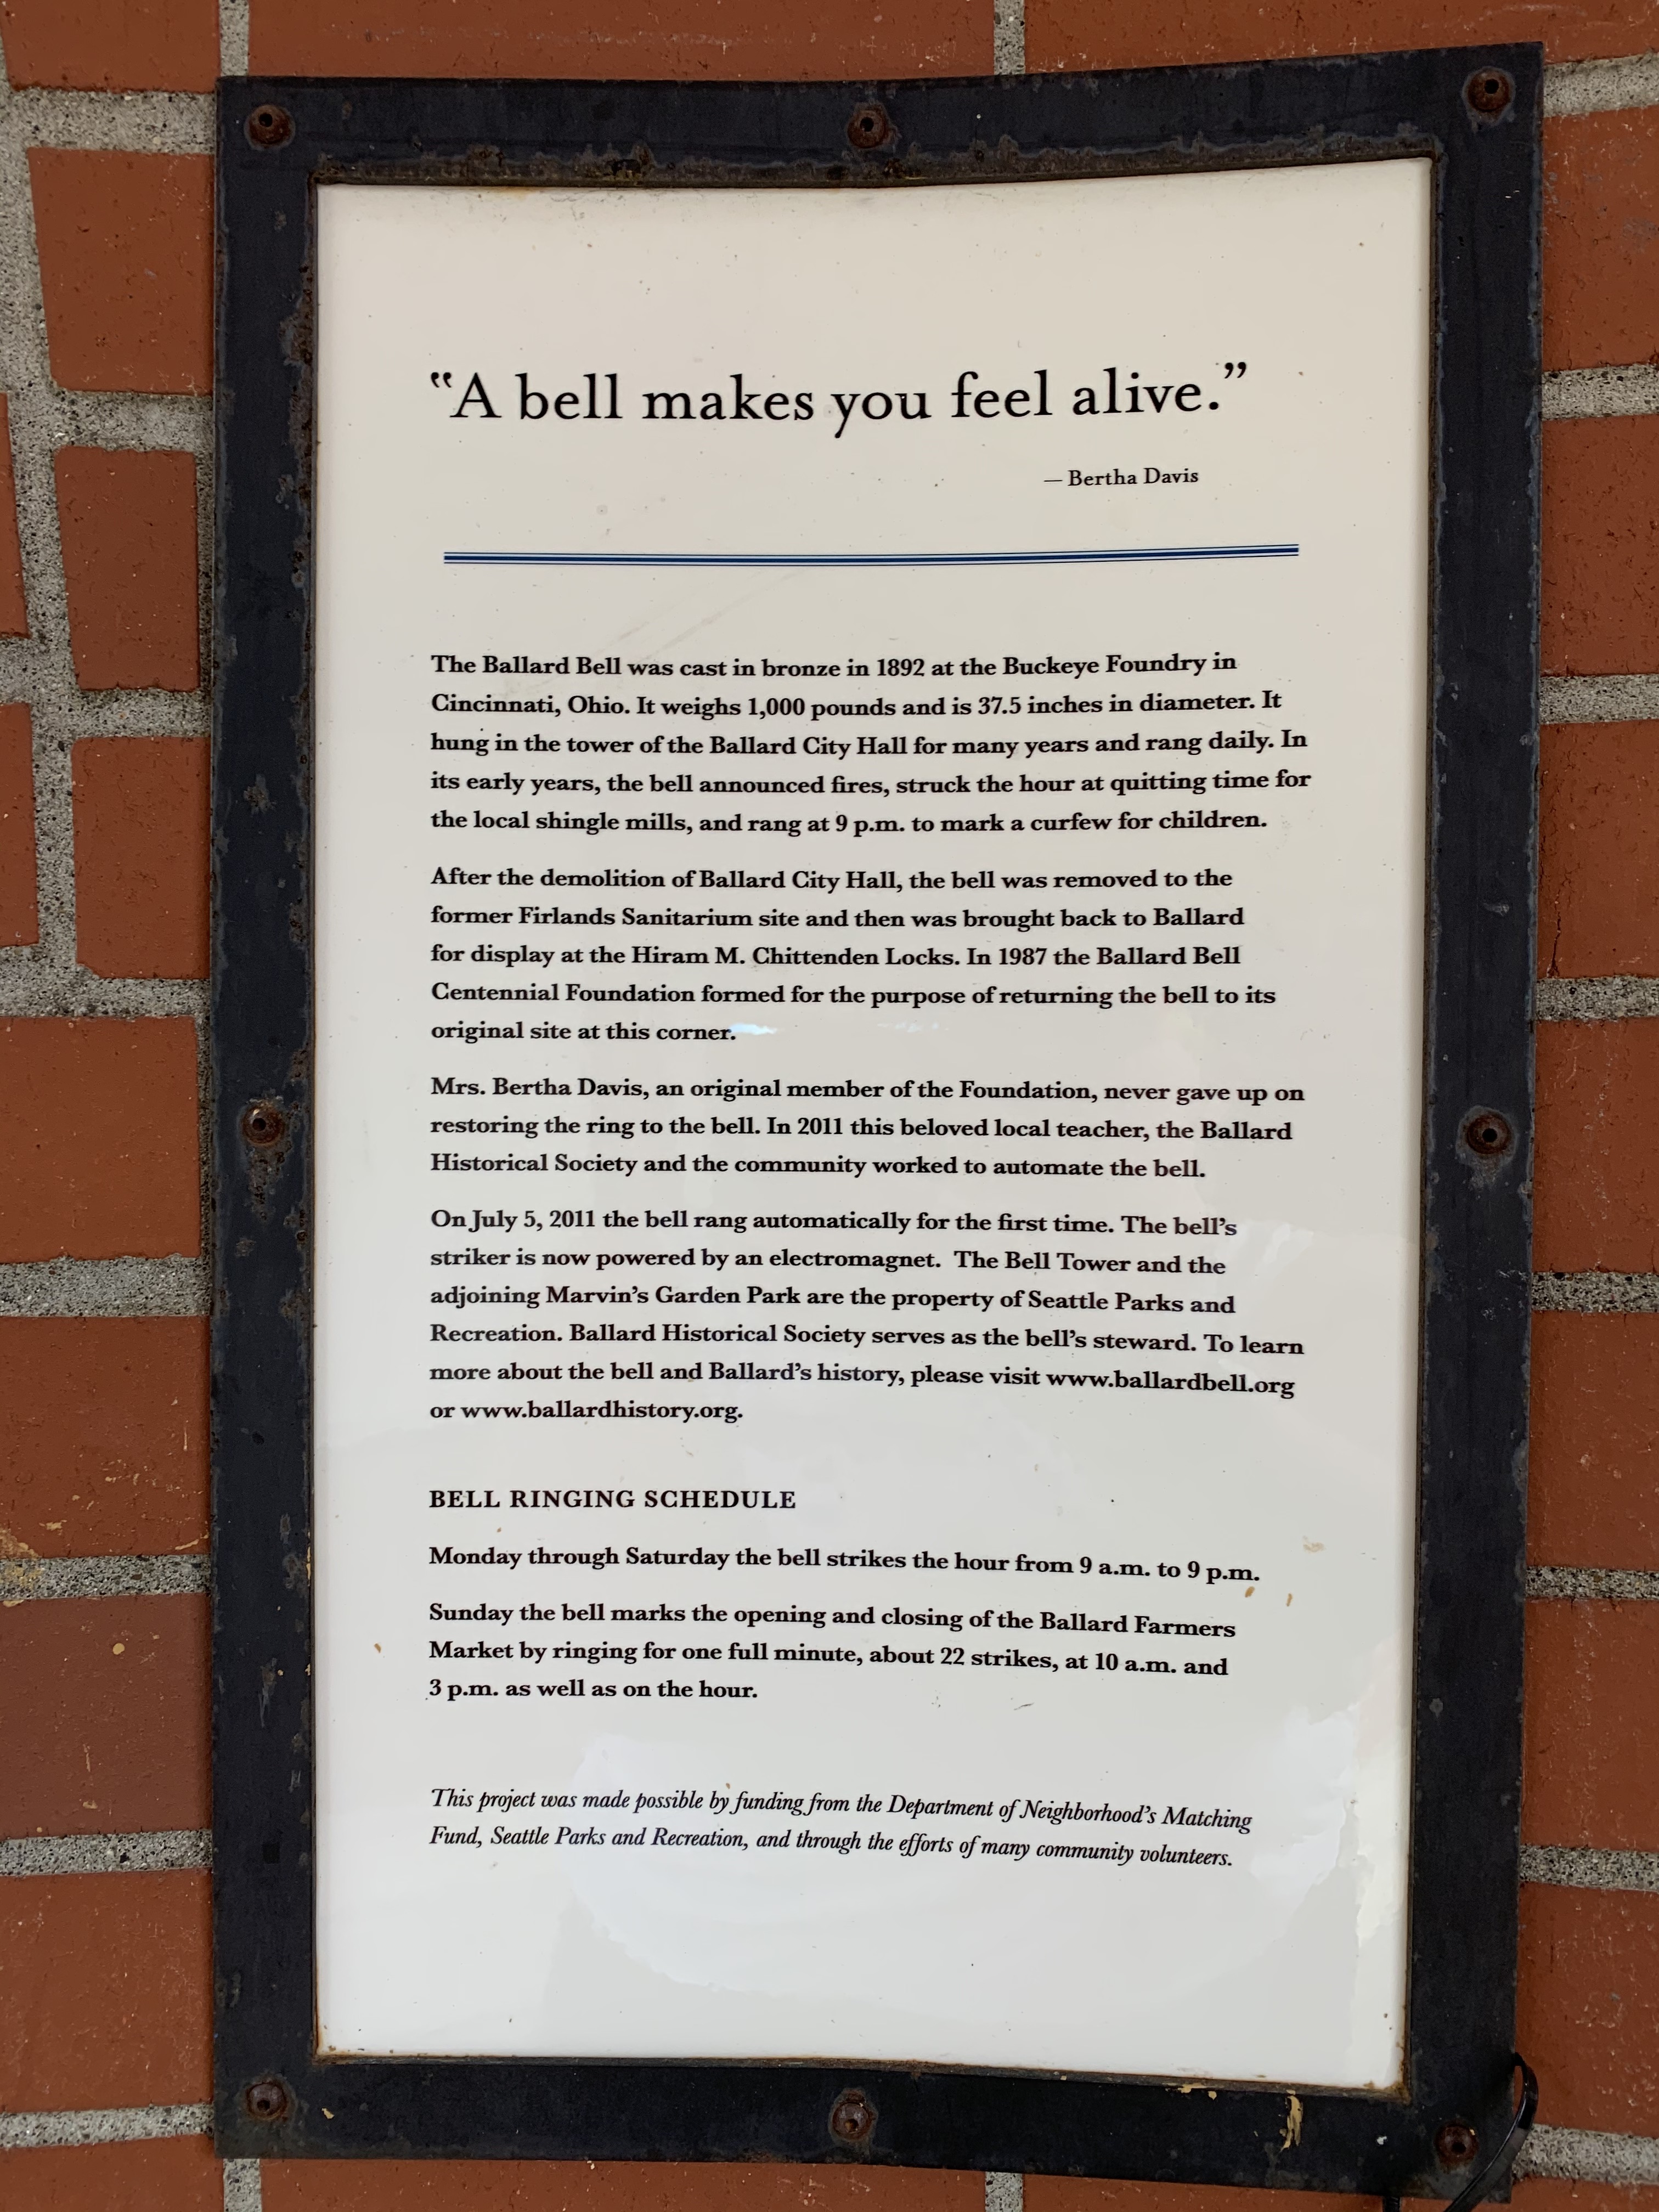 "A bell makes you feel alive."
— Bertha Davis
The Ballard Bell was cast in bronze in 1892 at the Buckeye Foundry in
Cincinnati, Ohio. It weighs 1,000 pounds and is 37.5 inches in diameter. It
hung in the tower of the Ballard City Hall for many years and rang daily. In
its early years, the bell announced fires, struck the hour at quitting time for
the local shingle mills, and rang at 9 p.m. to mark a curfew for children.
After the demolition of Ballard City Hall, the bell was removed to the
former Firlands Sanitarium site and then was brought back to Ballard
for display at the Hiram M. Chittenden Locks. In 1987 the Ballard Bell
Centennial Foundation formed for the purpose of returning the bell to its
original site at this corner.
Mrs. Bertha Davis, an original member of the Foundation, never gave up on
restoring the ring to the bell. In 2011 this beloved local teacher, the Ballard
Historical Society and the community worked to automate the bell.
On July 5, 2011 the bell rang automatically for the first time. The bell's
striker is now powered by an electromagnet. The Bell Tower and the
adjoining Marvin's Garden Park are the property of Seattle Parks and
Recreation. Ballard Historical Society serves as the bell's steward. To learn
more about the bell and Ballard's history, please visit www.ballardbell.org
or www.ballardhistory.org.
BELL RINGING SCHEDULE
Monday through Saturday the bell strikes the hour from 9 a.m. to 9 p.m.
Sunday the bell marks the opening and closing of the Ballard Farmers
Market by ringing for one full minute, about 22 strikes, at 10 a.m. and
3 p.m. as well as on the hour.
This project was made possible by funding from the Department of Neighborhood's Matching
Fund, Seattle Parks and Recreation, and through the efforts of many community volunteers.